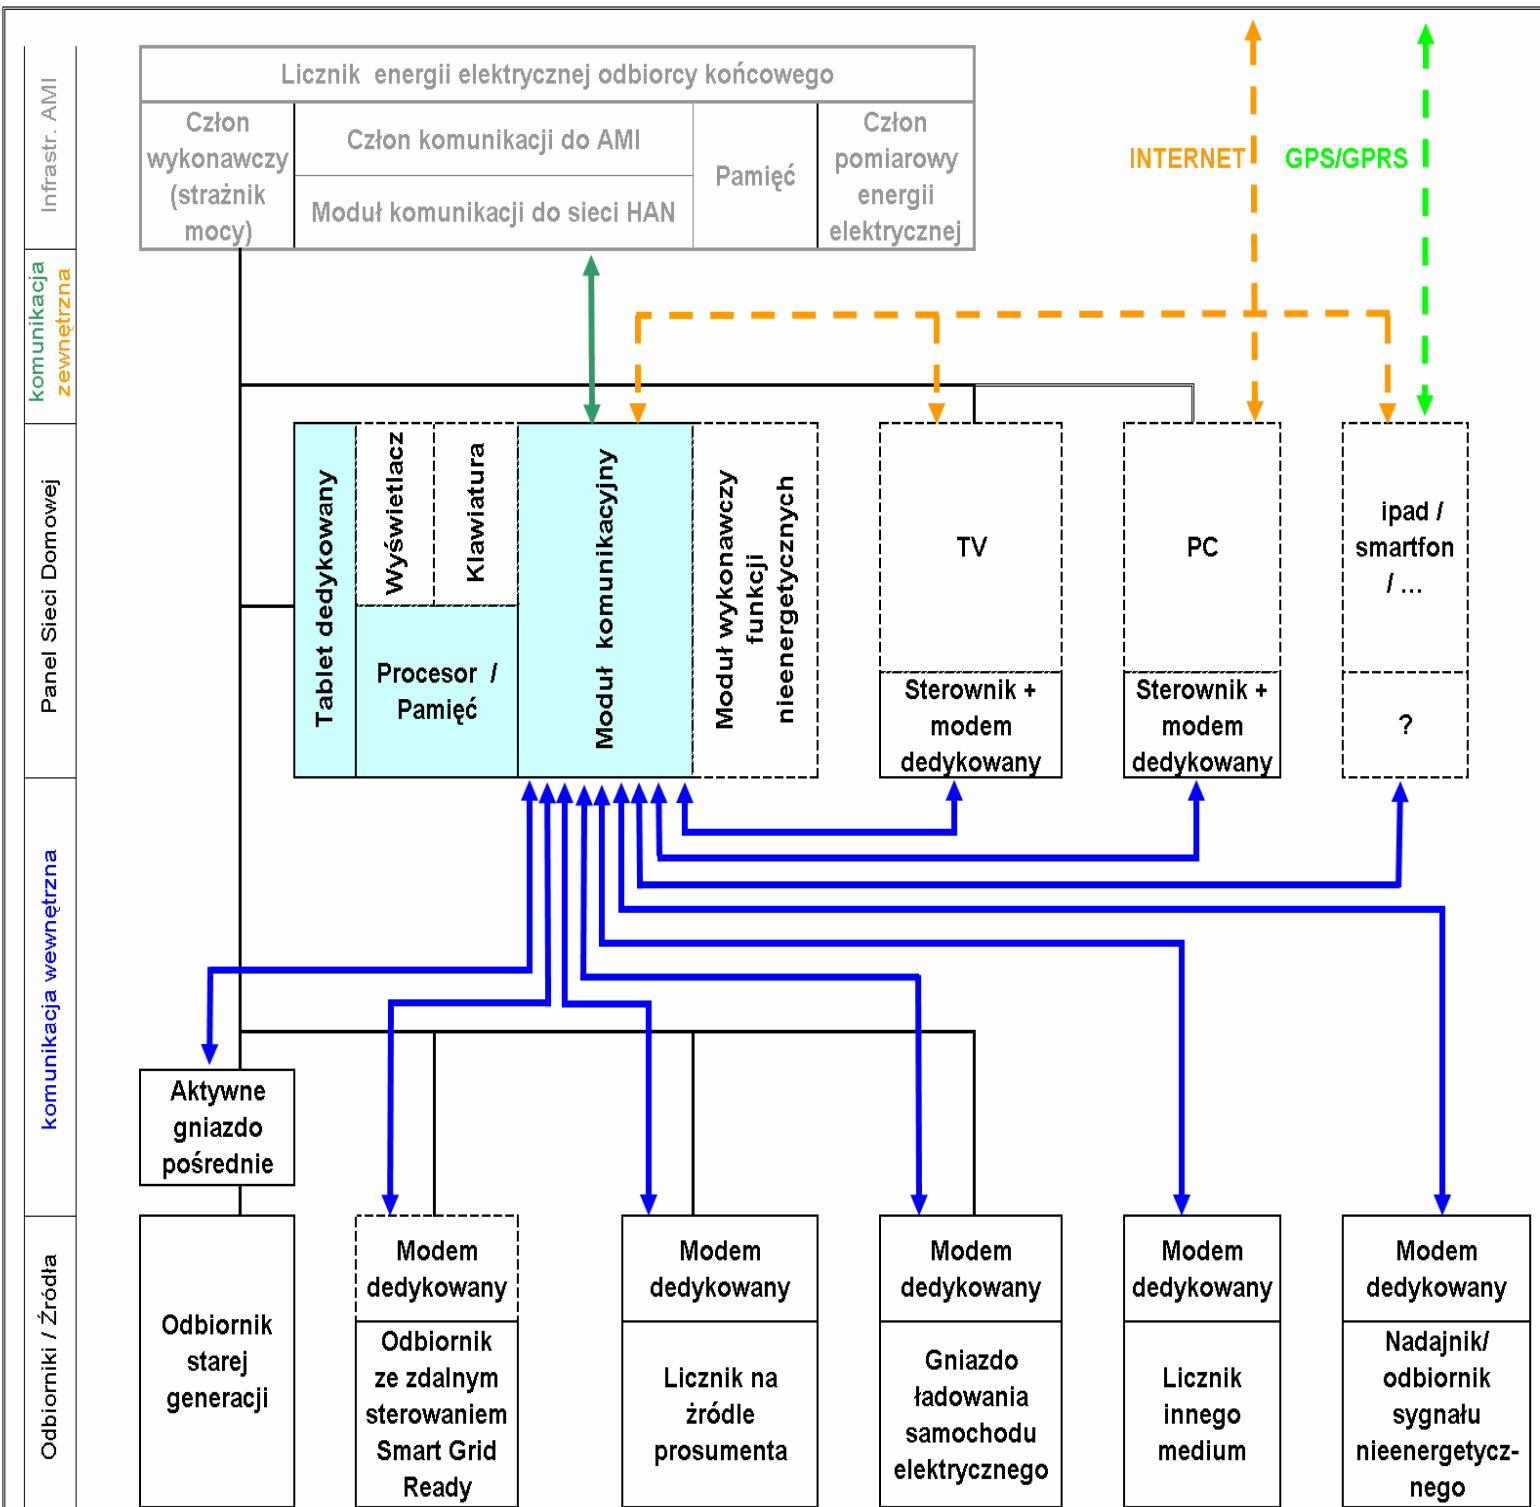 Infrastr. AMI
Licznik energii elektrycznej odbiorcy końcowego
Człon
wykonawczy
(strażnik
mocy)
Człon komunikacji do AMI
Moduł komunikacji do sieci HAN
Pamięć
Człon
pomiarowy
energii
elektrycznej
INTERNET
GPS/GPRS
komunikacja
zewnętrzna
Panel Sieci Domowej
Tablet dedykowany
Wyświetlacz
Klawiatura
Procesor /
Pamięć
Moduł komunikacyjny
Moduł wykonawczy
funkcji
nieenergetycznych
TV
Sterownik +
modem
dedykowany
PC
Sterownik +
modem
dedykowany
ipad /
smartfon
/ ...
?
komunikacja wewnętrzna
Aktywne
gniazdo
pośrednie
Odbiorniki / Źródła
Odbiornik
starej
generacji
Modem
dedykowany
Odbiornik
ze zdalnym
sterowaniem
Smart Grid
Ready
Modem
dedykowany
Licznik na
żródle
prosumenta
Modem
dedykowany
Gniazdo
ładowania
samochodu
elektrycznego
Modem
dedykowany
Licznik
innego
medium
Modem
dedykowany
Nadajnik/
odbiornik
sygnału
nieenergetycz-
nego